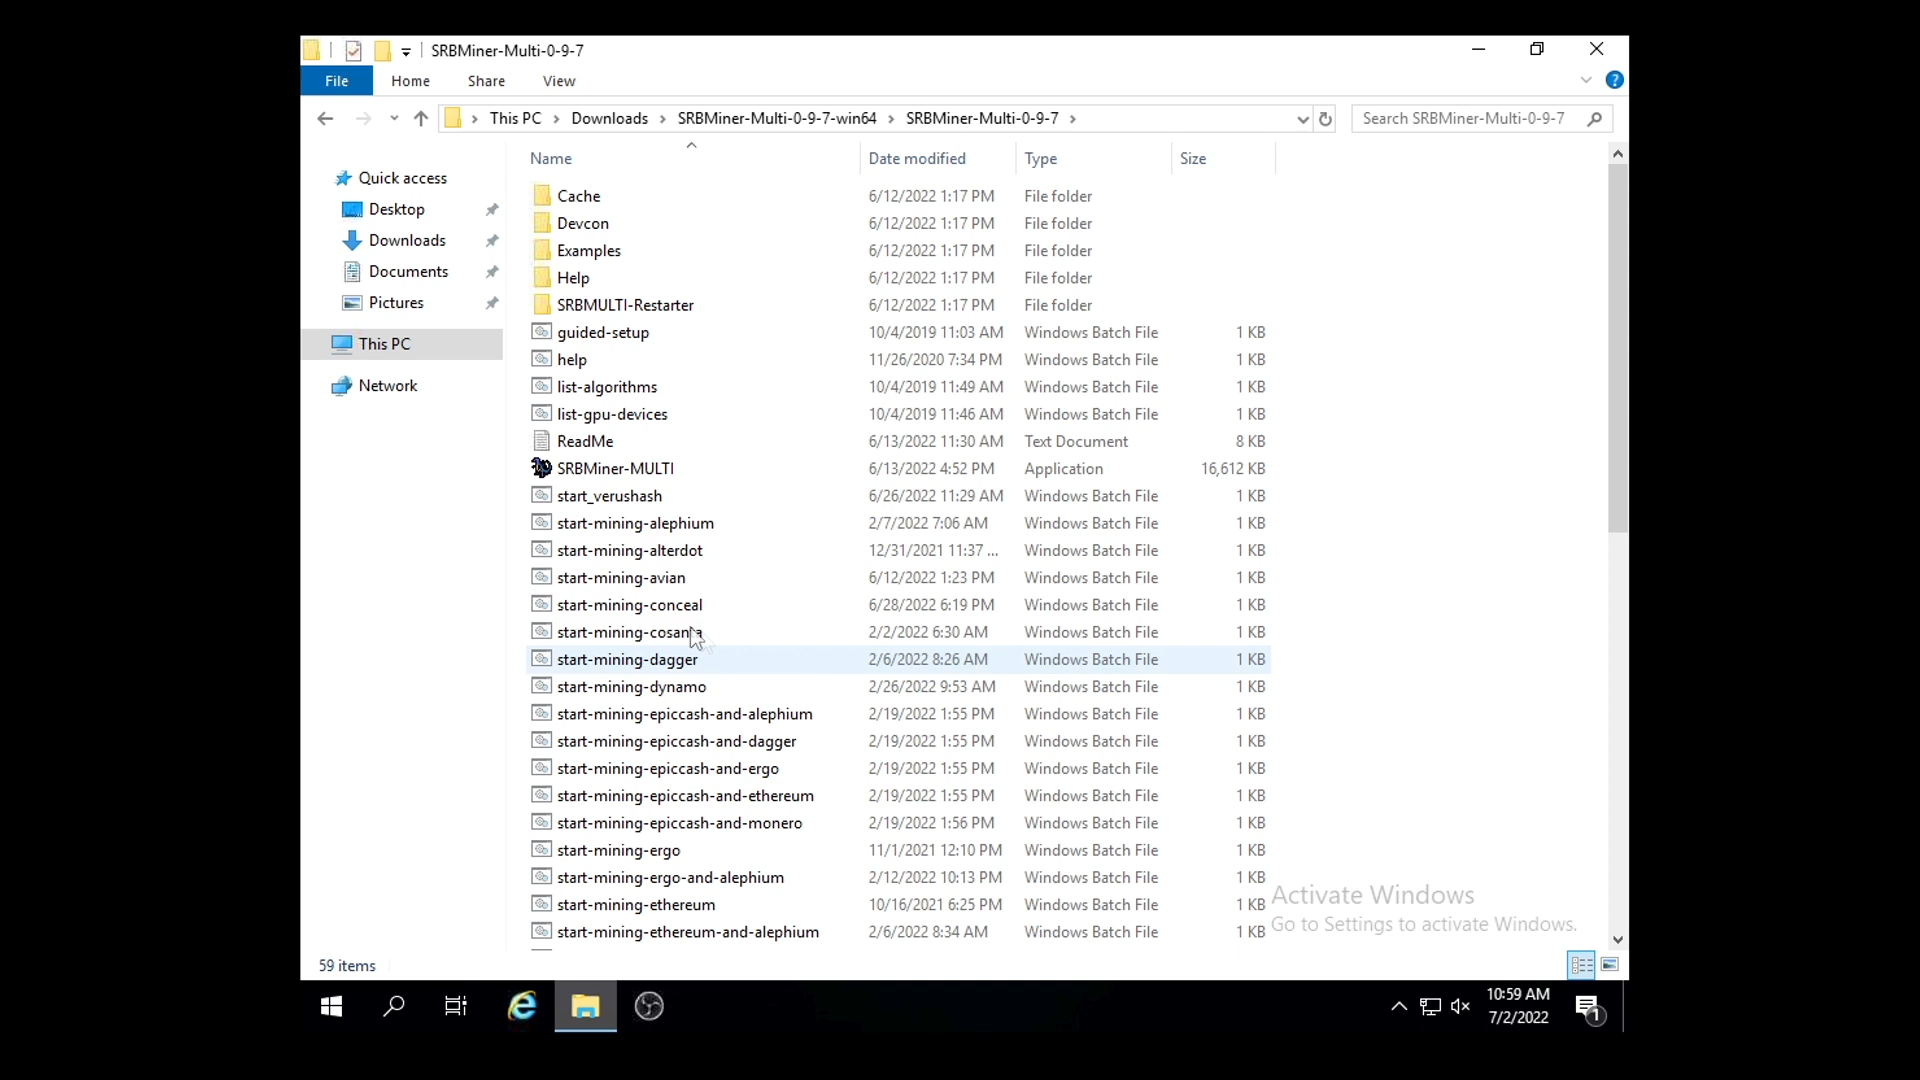 SRBMiner-Multi-0-9-7
File Home Share View
This PC Downloads SRBMiner-Multi-0-9-7-win64 SRBMiner-Multi-0-9-7 Search SRBMiner-Multi-0-9-7
Name Date modified Type Size
Quick access
Desktop
Downloads
Documents
Pictures
This PC
Network
Cache 6/12/2022 1:17 PM File folder
Devcon 6/12/2022 1:17 PM File folder
Examples 6/12/2022 1:17 PM File folder
Help 6/12/2022 1:17 PM File folder
SRBMULTI-Restarter 6/12/2022 1:17 PM File folder
guided-setup 10/4/2019 11:03 AM Windows Batch File 1 KB
help 11/26/2020 7:34 PM Windows Batch File 1 KB
list-algorithms 10/4/2019 11:49 AM Windows Batch File 1 KB
list-gpu-devices 10/4/2019 11:46 AM Windows Batch File 1 KB
ReadMe 6/13/2022 11:30 AM Text Document 8 KB
SRBMiner-MULTI 6/13/2022 4:52 PM Application 16,612 KB
start_verushash 6/26/2022 11:29 AM Windows Batch File 1 KB
start-mining-alephium 2/7/2022 7:06 AM Windows Batch File 1 KB
start-mining-alterdot 12/31/2021 11:37 ... Windows Batch File 1 KB
start-mining-avian 6/12/2022 1:23 PM Windows Batch File 1 KB
start-mining-conceal 6/28/2022 6:19 PM Windows Batch File 1 KB
start-mining-cosanta 2/2/2022 6:30 AM Windows Batch File 1 KB
start-mining-dagger 2/6/2022 8:26 AM Windows Batch File 1 KB
start-mining-dynamo 2/26/2022 9:53 AM Windows Batch File 1 KB
start-mining-epiccash-and-alephium 2/19/2022 1:55 PM Windows Batch File 1 KB
start-mining-epiccash-and-dagger 2/19/2022 1:55 PM Windows Batch File 1 KB
start-mining-epiccash-and-ergo 2/19/2022 1:55 PM Windows Batch File 1 KB
start-mining-epiccash-and-ethereum 2/19/2022 1:55 PM Windows Batch File 1 KB
start-mining-epiccash-and-monero 2/19/2022 1:56 PM Windows Batch File 1 KB
start-mining-ergo 11/1/2021 12:10 PM Windows Batch File 1 KB
start-mining-ergo-and-alephium 2/12/2022 10:13 PM Windows Batch File 1 KB
start-mining-ethereum 10/16/2021 6:25 PM Windows Batch File 1 KB
start-mining-ethereum-and-alephium 2/6/2022 8:34 AM Windows Batch File 1 KB
Activate Windows
Go to Settings to activate Windows.
59 items
10:59 AM
7/2/2022
1